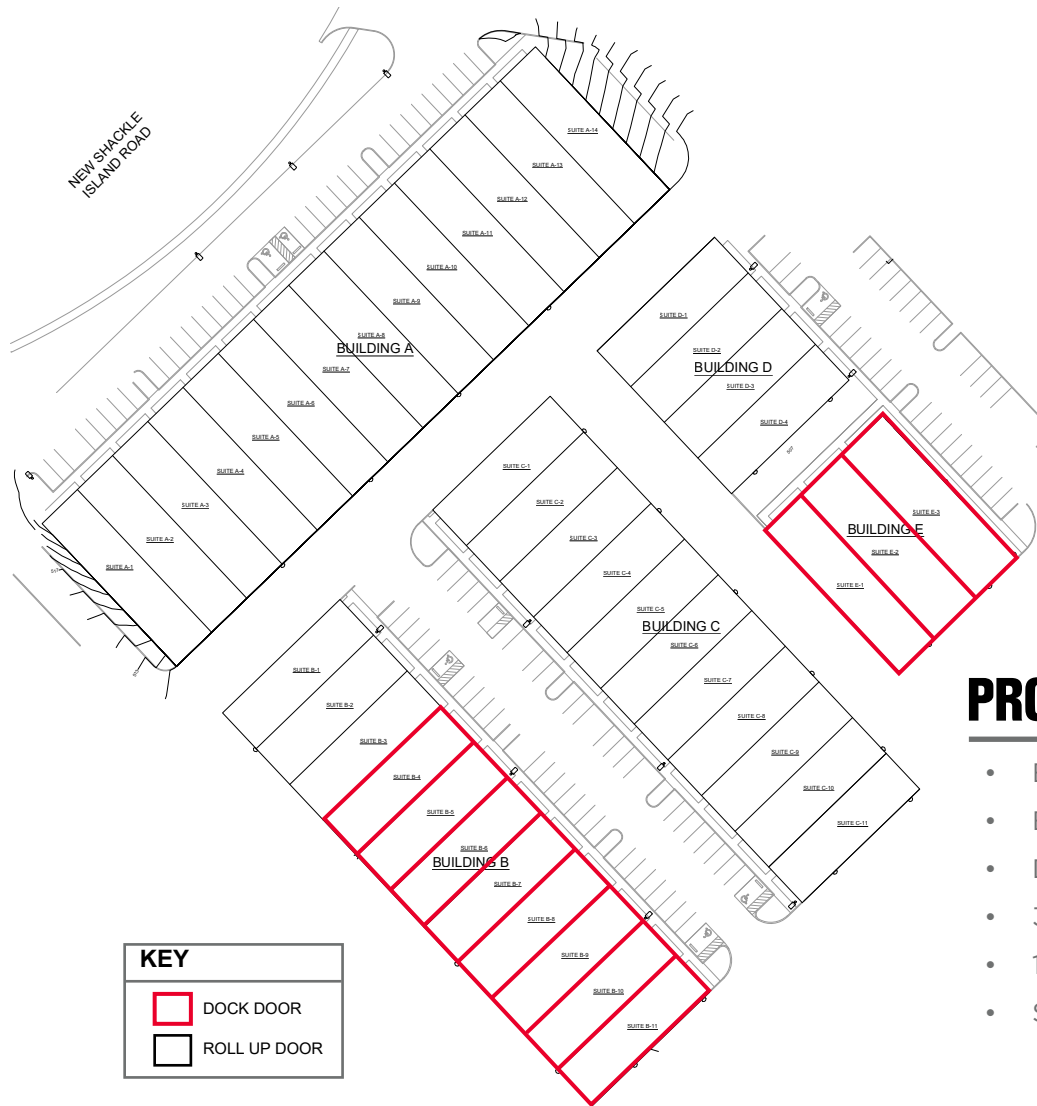 NEW SHACKLE
ISLAND ROAD
SUITE A-14
SUITE A-13
SUITE A-12
SUITE A-11
SUITE A-10
SUITE A-9
SUITE A-8
BUILDING A
SUITE A-7
SUITE A-6
SUITE A-5
SUITE A-4
SUITE A-3
SUITE A-2
SUITE A-1
SUITE D-1
SUITE D-2
BUILDING D
SUITE D-3
SUITE D-4
SUITE E-3
BUILDING E
SUITE E-2
SUITE E-1
SUITE C-1
SUITE C-2
SUITE C-3
SUITE C-4
SUITE C-5
BUILDING C
SUITE C-6
SUITE C-7
SUITE C-8
SUITE C-9
SUITE C-10
SUITE C-11
SUITE B-1
SUITE B-2
SUITE B-3
SUITE B-4
SUITE B-5
SUITE B-6
BUILDING B
SUITE B-7
SUITE B-8
SUITE B-9
SUITE B-10
SUITE B-11
KEY
DOCK DOOR
ROLL UP DOOR